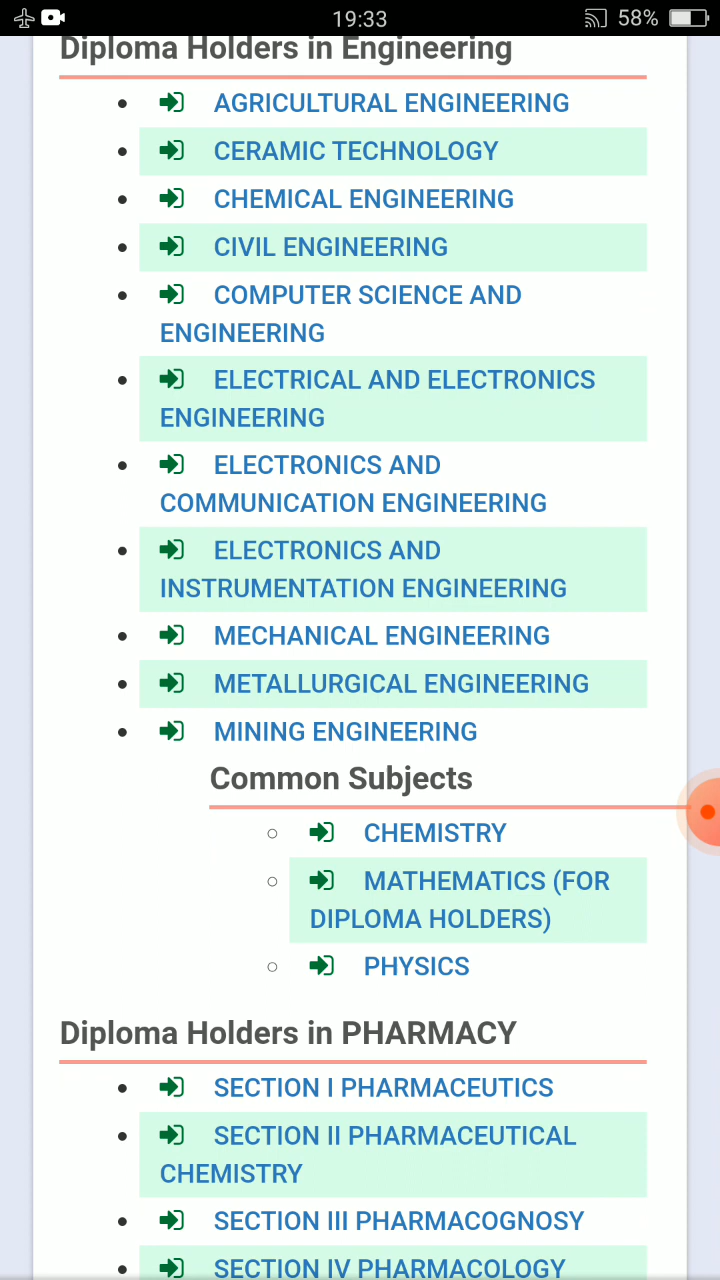 19:33
58%
Diploma Holders in Engineering
AGRICULTURAL ENGINEERING
CERAMIC TECHNOLOGY
CHEMICAL ENGINEERING
CIVIL ENGINEERING
COMPUTER SCIENCE AND
ENGINEERING
ELECTRICAL AND ELECTRONICS
ENGINEERING
ELECTRONICS AND
COMMUNICATION ENGINEERING
ELECTRONICS AND
INSTRUMENTATION ENGINEERING
MECHANICAL ENGINEERING
METALLURGICAL ENGINEERING
MINING ENGINEERING
Common Subjects
CHEMISTRY
MATHEMATICS (FOR
DIPLOMA HOLDERS)
PHYSICS
Diploma Holders in PHARMACY
SECTION I PHARMACEUTICS
SECTION II PHARMACEUTICAL
CHEMISTRY
SECTION III PHARMACOGNOSY
SECTION IV PHARMACOLOGY